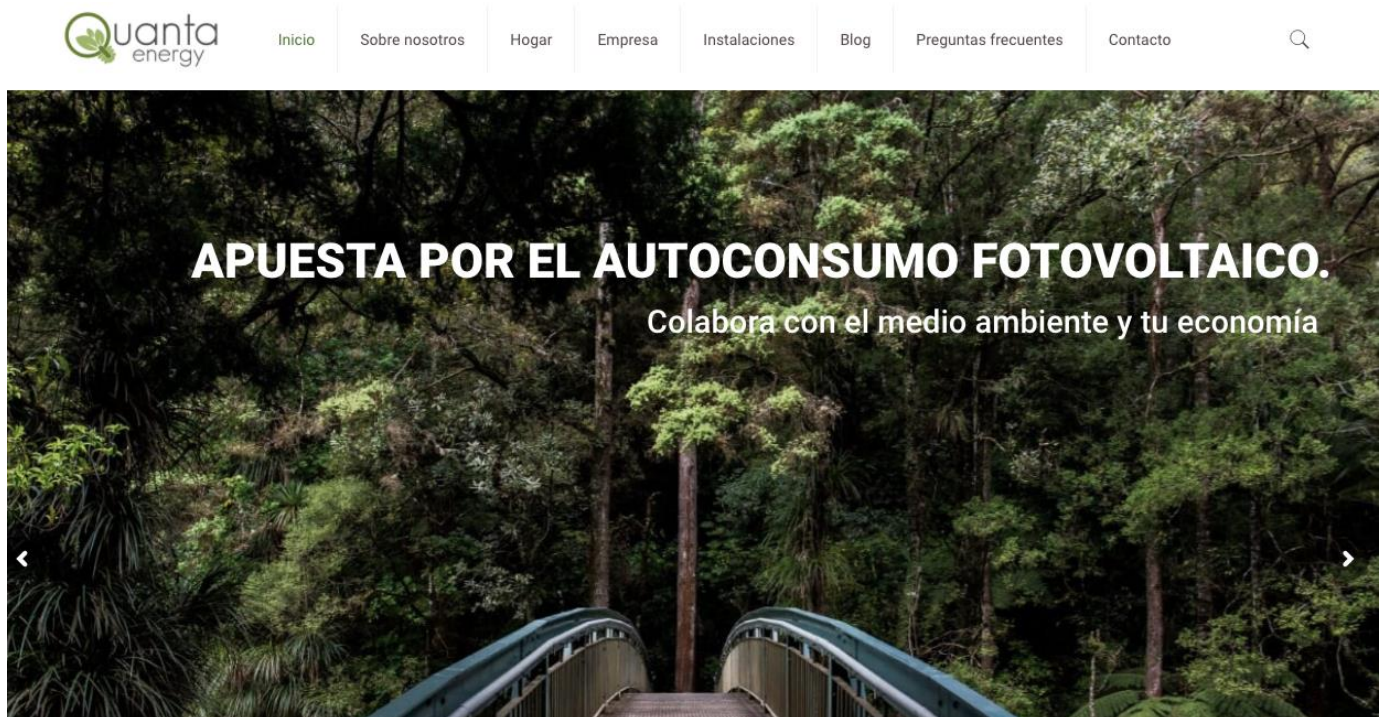 Quanta
energy
Inicio
Sobre nosotros
Hogar
Empresa
Instalaciones
Blog
Preguntas frecuentes
Contacto
APUESTA POR EL AUTOCONSUMO FOTOVOLTAICO.
Colabora con el medio ambiente y tu economía